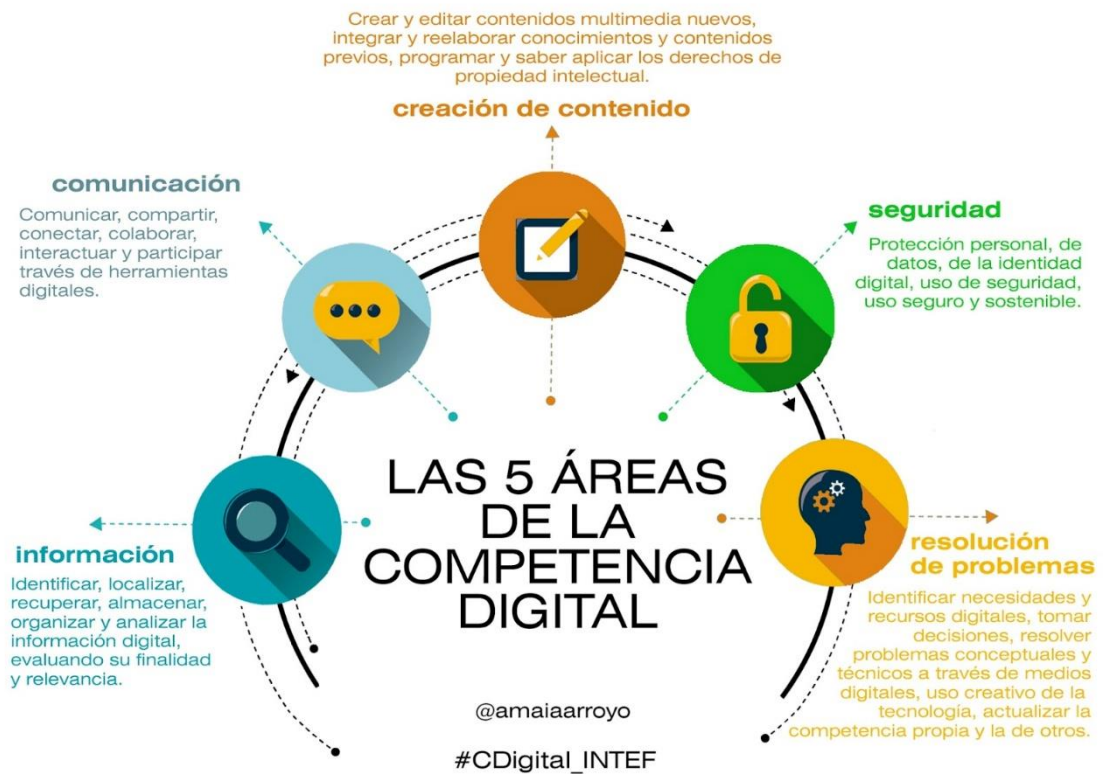 Crear y editar contenidos multimedia nuevos,
integrar y reelaborar conocimientos y contenidos
previos, programar y saber aplicar los derechos de
propiedad intelectual.
creación de contenido
comunicación
Comunicar, compartir,
conectar, colaborar,
interactuar y participar
través de herramientas
digitales.
seguridad
Protección personal, de
datos, de la identidad
digital, uso de seguridad,
uso seguro y sostenible.
información
Identificar, localizar,
recuperar, almacenar,
organizar y analizar la
información digital,
evaluando su finalidad
y relevancia.
LAS 5 ÁREAS
DE LA
COMPETENCIA
DIGITAL
resolución
de problemas
Identificar necesidades y
recursos digitales, tomar
decisiones, resolver
problemas conceptuales y
técnicos a través de medios
digitales, uso creativo de la
tecnología, actualizar la
competencia propia y la de otros.
@amaiaarroyo
#CDigital_INTEF